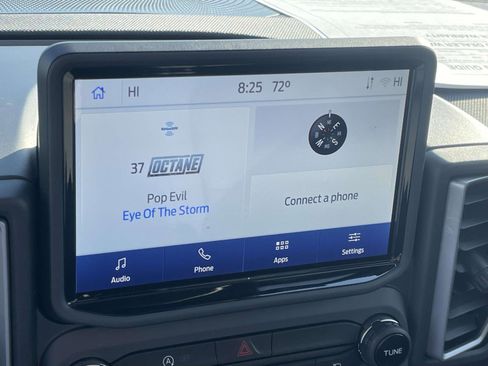 HI 8:25 72° HI
SiriusXM
37 OCTANE
Pop Evil
Eye Of The Storm
N E S W
Connect a phone
Audio Phone Apps Settings
A
TUNE